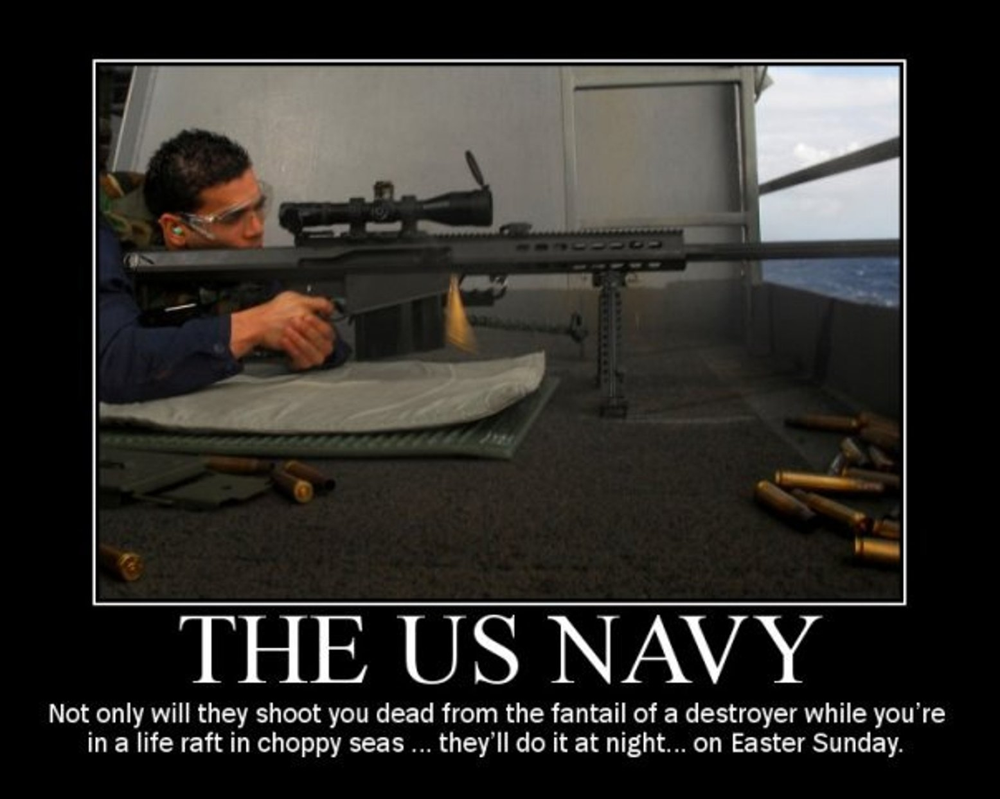 THE US NAVY
Not only will they shoot you dead from the fantail of a destroyer while you're
in a life raft in choppy seas ... they'll do it at night... on Easter Sunday.